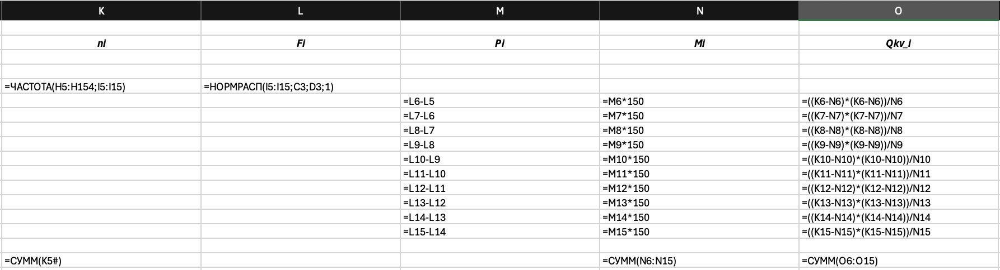 K L M N O
ni Fi Pi Mi Qkv_i
=ЧАСТОТА(H5:H154;I5:I15) =НОРМРАСП(I5:I15;C3;D3;1)
=L6-L5 =M6*150 =((K6-N6)*(K6-N6))/N6
=L7-L6 =M7*150 =((K7-N7)*(K7-N7))/N7
=L8-L7 =M8*150 =((K8-N8)*(K8-N8))/N8
=L9-L8 =M9*150 =((K9-N9)*(K9-N9))/N9
=L10-L9 =M10*150 =((K10-N10)*(K10-N10))/N10
=L11-L10 =M11*150 =((K11-N11)*(K11-N11))/N11
=L12-L11 =M12*150 =((K12-N12)*(K12-N12))/N12
=L13-L12 =M13*150 =((K13-N13)*(K13-N13))/N13
=L14-L13 =M14*150 =((K14-N14)*(K14-N14))/N14
=L15-L14 =M15*150 =((K15-N15)*(K15-N15))/N15
=СУММ(K5#) =СУММ(N6:N15) =СУММ(O6:O15)